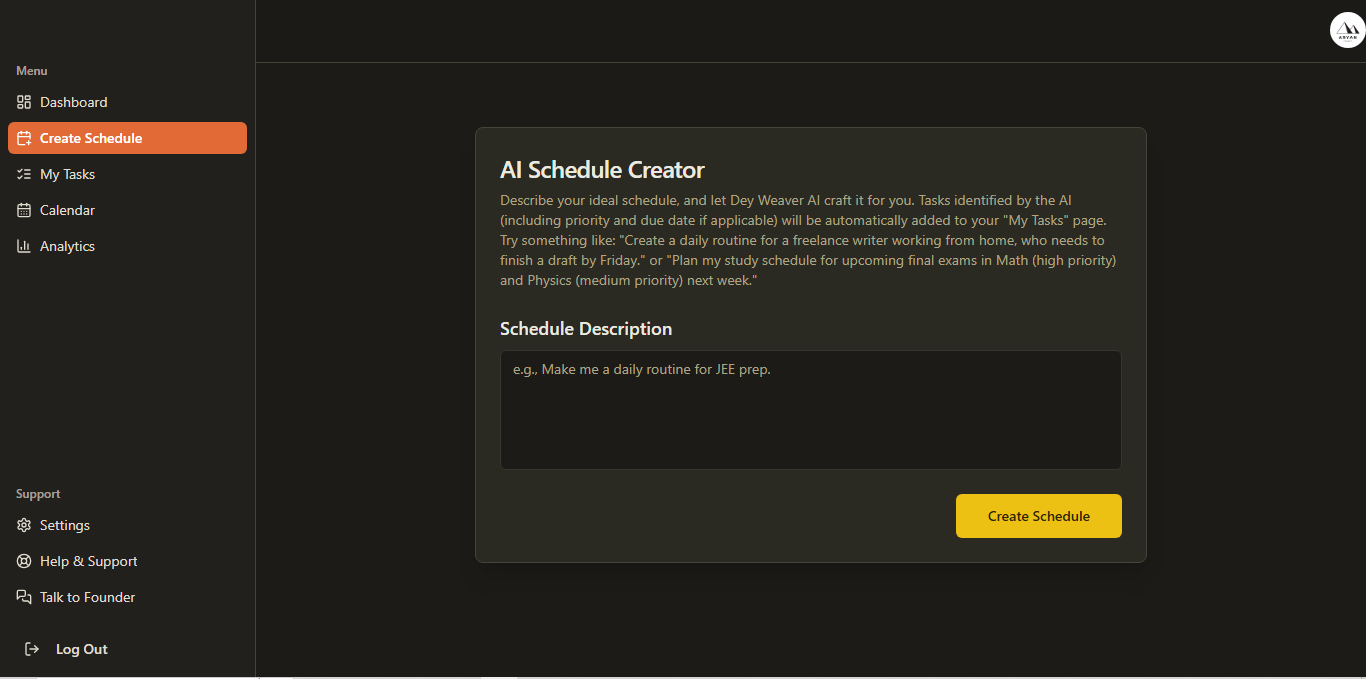 Menu
Dashboard
Create Schedule
My Tasks
Calendar
Analytics
Support
Settings
Help & Support
Talk to Founder
Log Out
ARYAN
AI Schedule Creator
Describe your ideal schedule, and let Dey Weaver AI craft it for you. Tasks identified by the AI
(including priority and due date if applicable) will be automatically added to your "My Tasks" page.
Try something like: "Create a daily routine for a freelance writer working from home, who needs to
finish a draft by Friday." or "Plan my study schedule for upcoming final exams in Math (high priority)
and Physics (medium priority) next week."
Schedule Description
e.g., Make me a daily routine for JEE prep.
Create Schedule